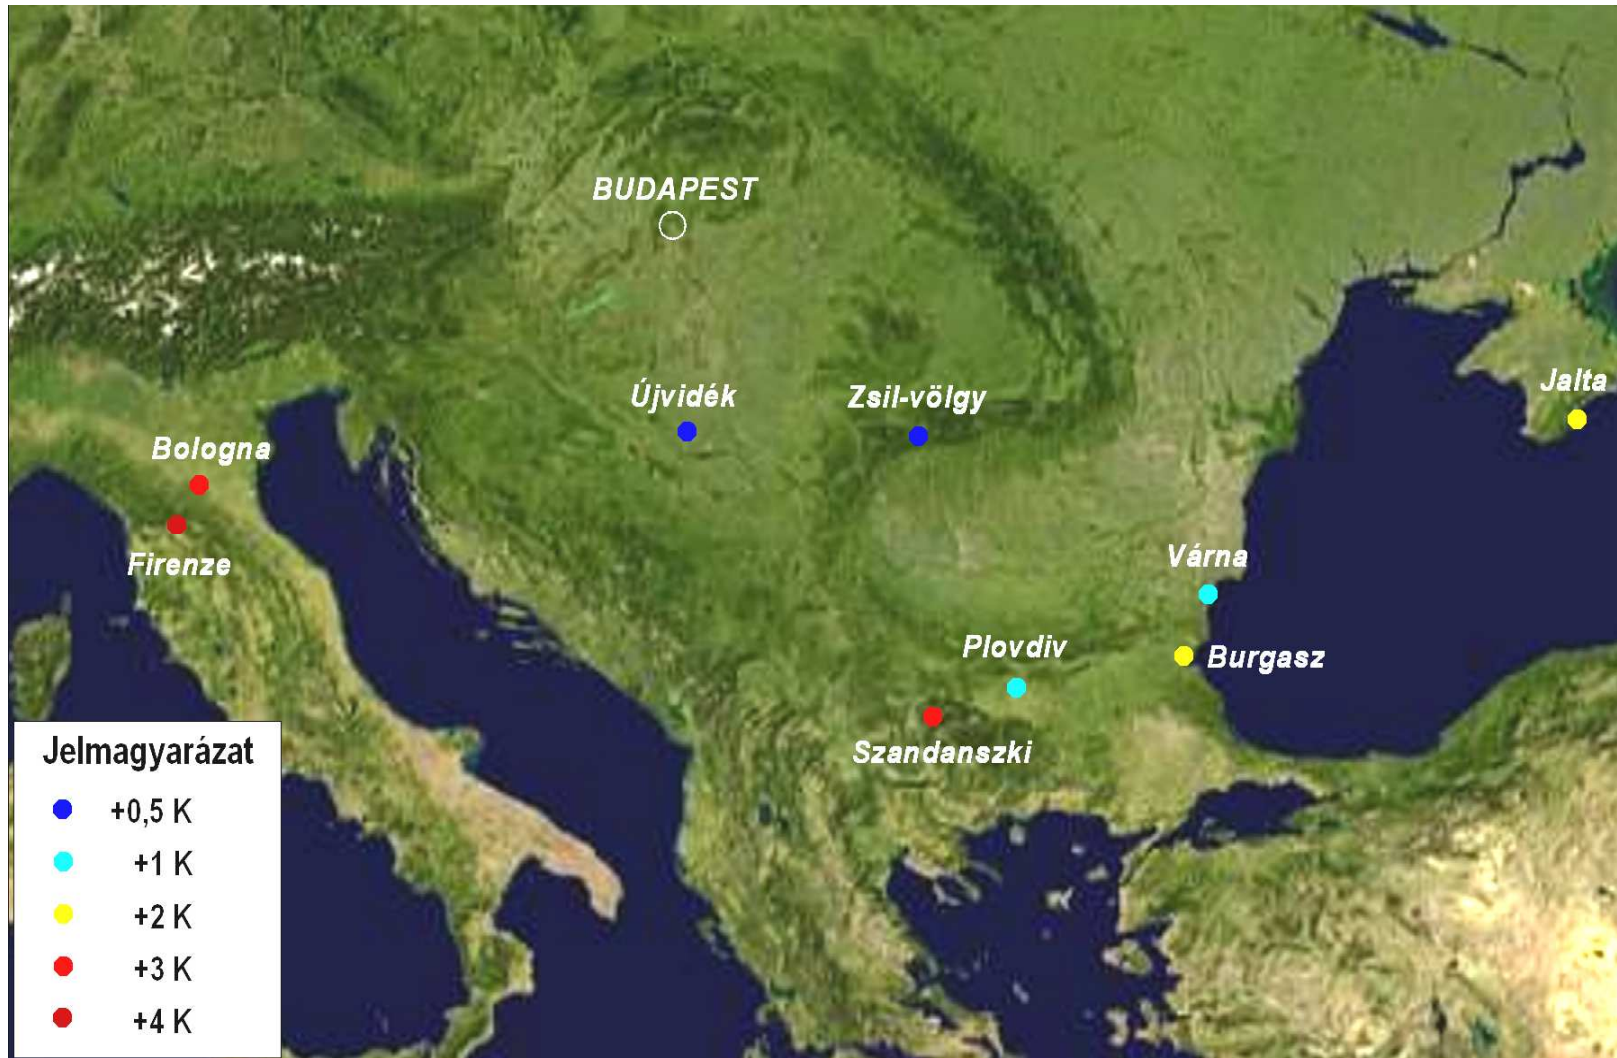 BUDAPEST
Újvidék
Zsil-völgy
Jalta
Bologna
Firenze
Várna
Plovdiv
Burgasz
Szandanszki
Jelmagyarázat
+0,5 K
+1 K
+2 K
+3 K
+4 K